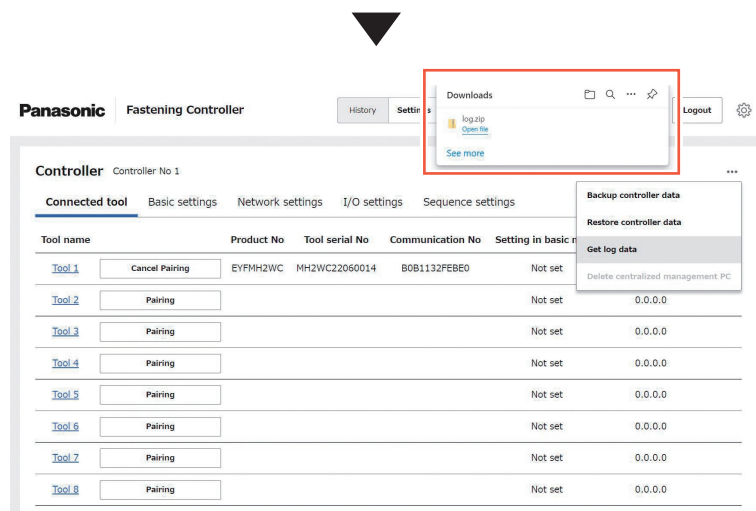 Panasonic Fastening Controller History Settin Logout
Downloads
log.zip
Open file
See more
Controller Controller No 1
Connected tool Basic settings Network settings I/O settings Sequence settings
Backup controller data
Restore controller data
Get log data
Delete centralized management PC
Tool name Product No Tool serial No Communication No Setting in basic
Tool 1 Cancel Pairing EYFMH2WC MH2WC22060014 B0B1132FEBE0 Not set
Tool 2 Pairing Not set 0.0.0.0
Tool 3 Pairing Not set 0.0.0.0
Tool 4 Pairing Not set 0.0.0.0
Tool 5 Pairing Not set 0.0.0.0
Tool 6 Pairing Not set 0.0.0.0
Tool 7 Pairing Not set 0.0.0.0
Tool 8 Pairing Not set 0.0.0.0